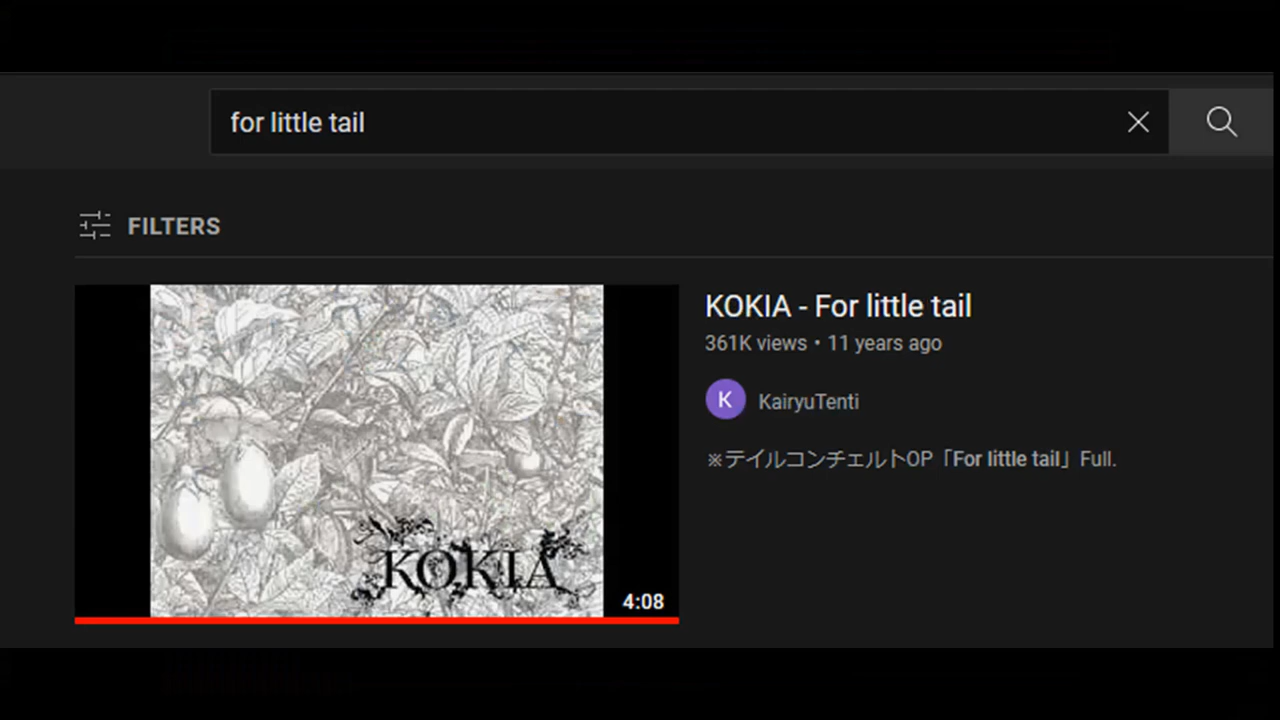 for little tail
FILTERS
KOKIA
4:08
KOKIA - For little tail
361K views • 11 years ago
K
KairyuTenti
※テイルコンチェルトOP「For little tail」Full.